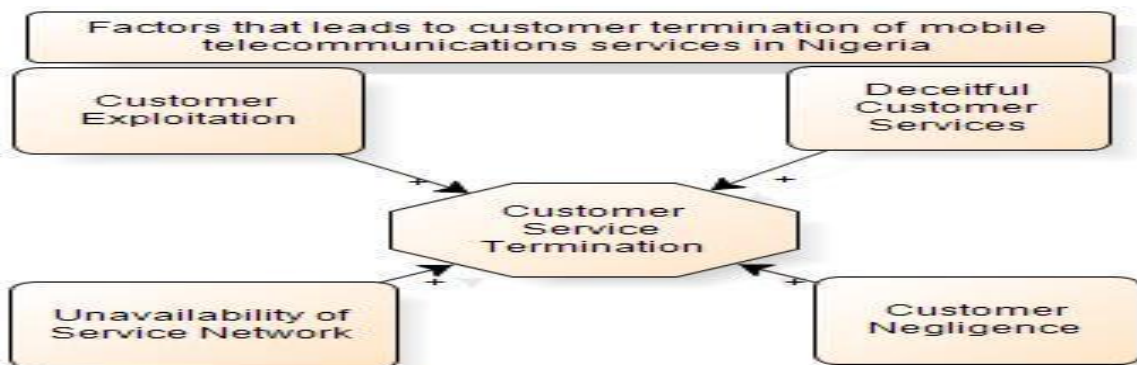 Factors that leads to customer termination of mobile
telecommunications services in Nigeria
Customer
Exploitation
Deceitful
Customer
Services
+
+
Customer
Service
Termination
+
+
Unavailability of
Service Network
Customer
Negligence